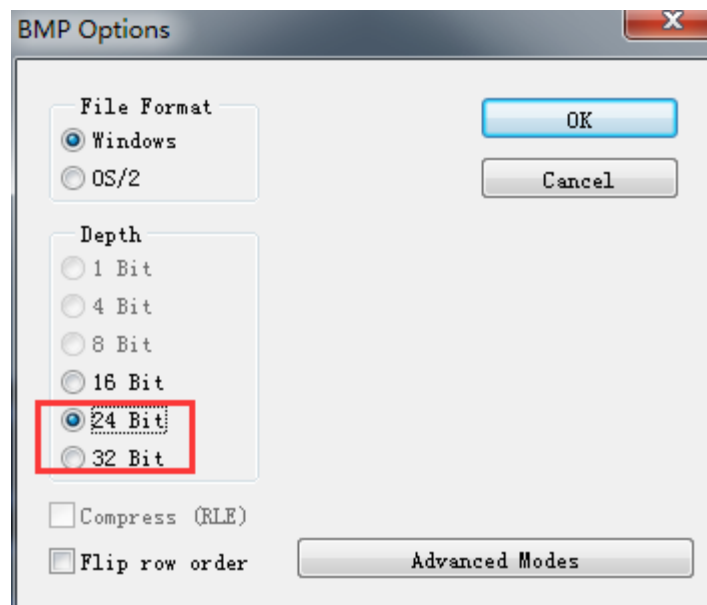 BMP Options
File Format
Windows
OS/2
OK
Cancel
Depth
1 Bit
4 Bit
8 Bit
16 Bit
24 Bit
32 Bit
Compress (RLE)
Flip row order
Advanced Modes